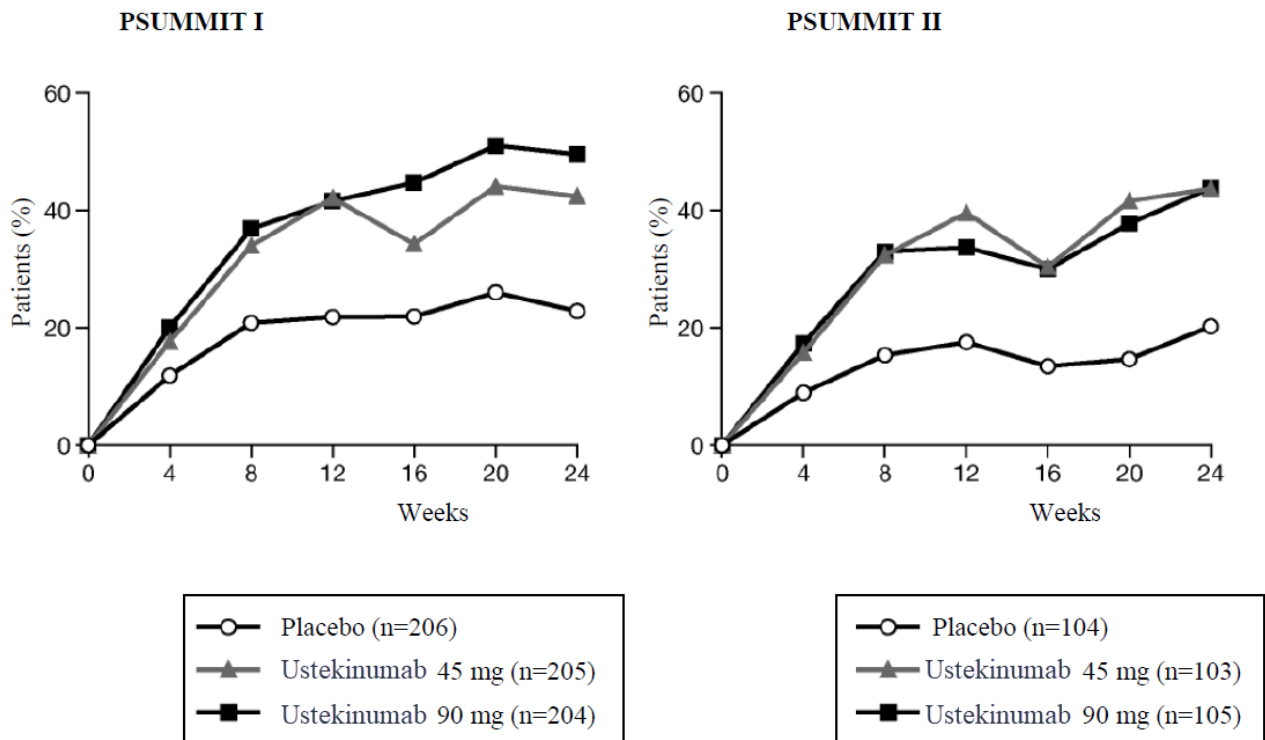 PSUMMIT I
PSUMMIT II
60
40
20
0
Patients (%)
0 4 8 12 16 20 24
Weeks
60
40
20
0
Patients (%)
0 4 8 12 16 20 24
Weeks
Placebo (n=206)
Ustekinumab 45 mg (n=205)
Ustekinumab 90 mg (n=204)
Placebo (n=104)
Ustekinumab 45 mg (n=103)
Ustekinumab 90 mg (n=105)